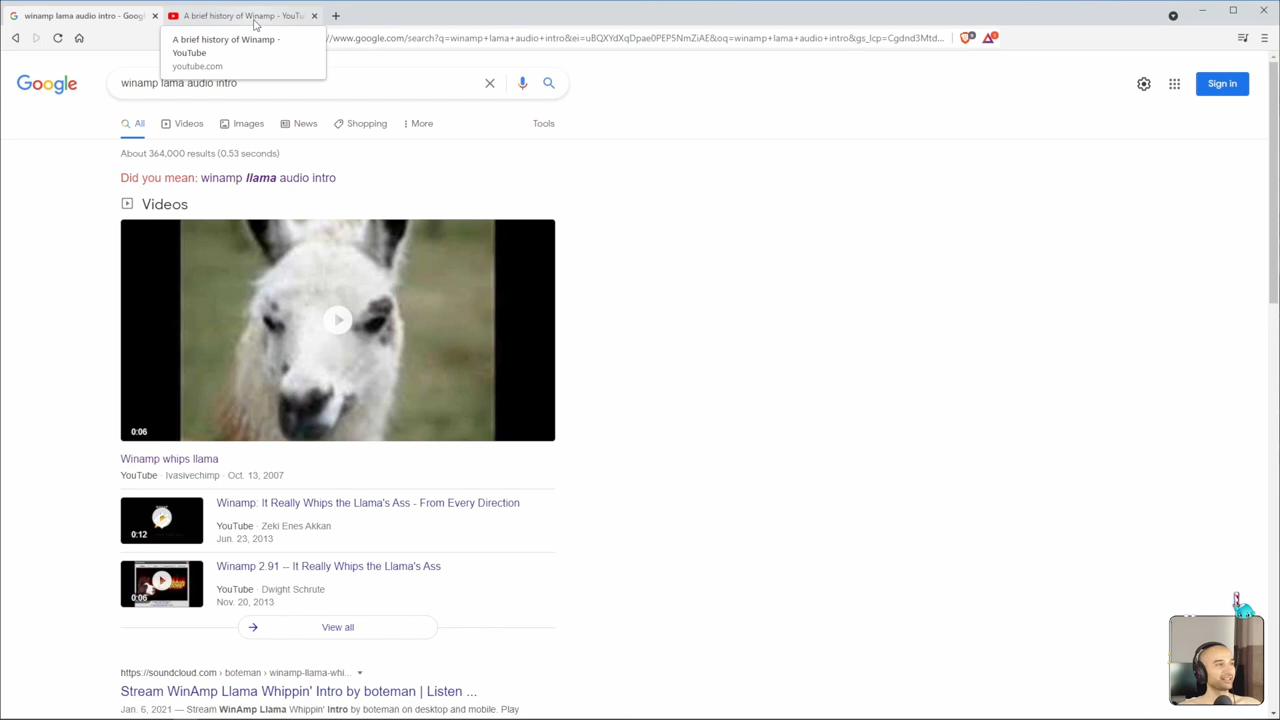 winamp lama audio intro - Goog
A brief history of Winamp - YouTu
A brief history of Winamp -
YouTube
youtube.com
//www.google.com/search?q=winamp+lama+audio+intro&ei=uBQXYdXqDpae0PEP5NmZiAE&oq=winamp+lama+audio+intro&gs_lcp=Cgdnd3Mtd...
Google
winamp lama audio intro
Sign in
All
Videos
Images
News
Shopping
More
Tools
About 364,000 results (0.53 seconds)
Did you mean: winamp llama audio intro
Videos
0:06
Winamp whips llama
YouTube · Ivasivechimp · Oct. 13, 2007
Winamp: It Really Whips the Llama's Ass - From Every Direction
0:12
YouTube · Zeki Enes Akkan
Jun. 23, 2013
Winamp 2.91 -- It Really Whips the Llama's Ass
0:06
YouTube · Dwight Schrute
Nov. 20, 2013
View all
https://soundcloud.com › boteman › winamp-llama-whi...
Stream WinAmp Llama Whippin' Intro by boteman | Listen ...
Jan. 6, 2021 — Stream WinAmp Llama Whippin' Intro by boteman on desktop and mobile. Play